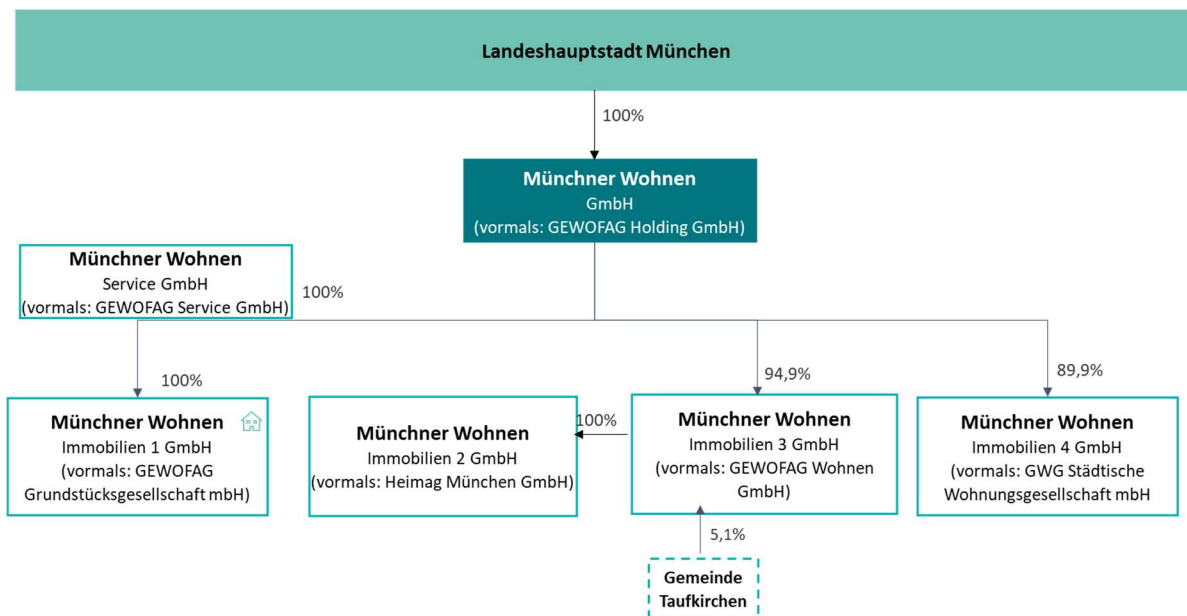 Landeshauptstadt München
100%
Münchner Wohnen
GmbH
(vormals: GEWOFAG Holding GmbH)
Münchner Wohnen
Service GmbH
(vormals: GEWOFAG Service GmbH)
100%
100%
94,9%
89,9%
Münchner Wohnen
Immobilien 1 GmbH
(vormals: GEWOFAG
Grundstücksgesellschaft mbH)
Münchner Wohnen
Immobilien 2 GmbH
(vormals: Heimag München GmbH)
100%
Münchner Wohnen
Immobilien 3 GmbH
(vormals: GEWOFAG Wohnen
GmbH)
Münchner Wohnen
Immobilien 4 GmbH
(vormals: GWG Städtische
Wohnungsgesellschaft mbH
5,1%
Gemeinde
Taufkirchen